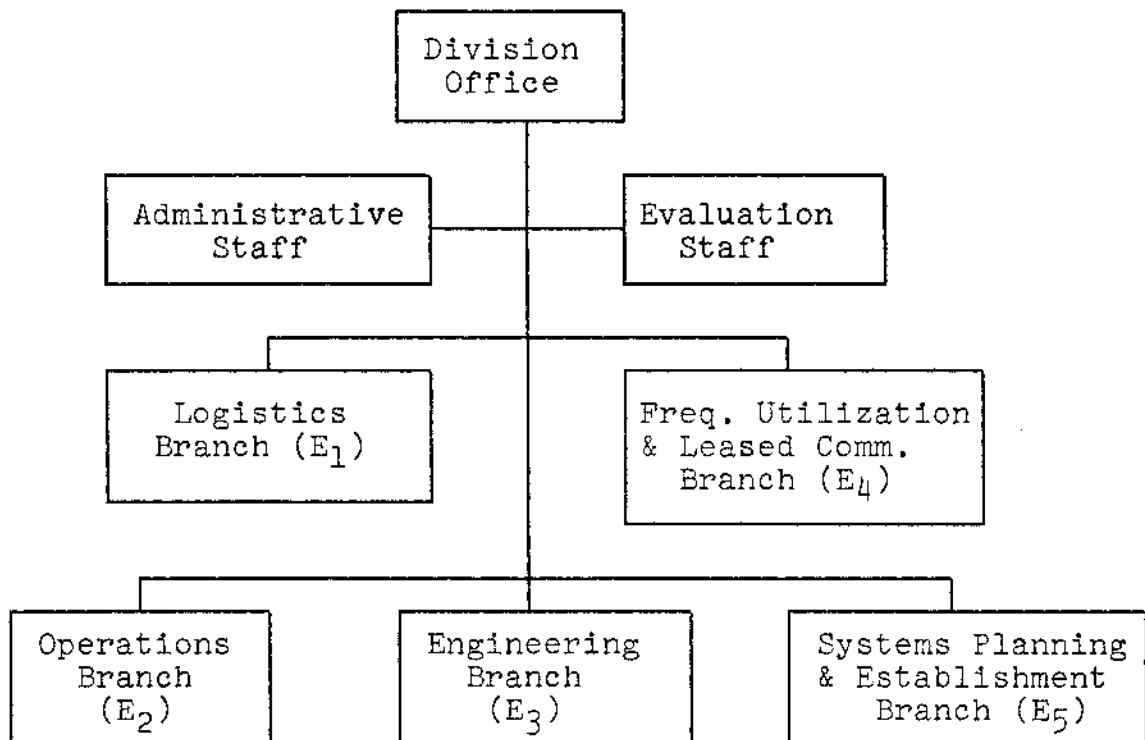 Division
Office
Administrative
Staff
Evaluation
Staff
Logistics
Branch (E₁)
Freq. Utilization
& Leased Comm.
Branch (E₄)
Operations
Branch
(E₂)
Engineering
Branch
(E₃)
Systems Planning
& Establishment
Branch (E₅)